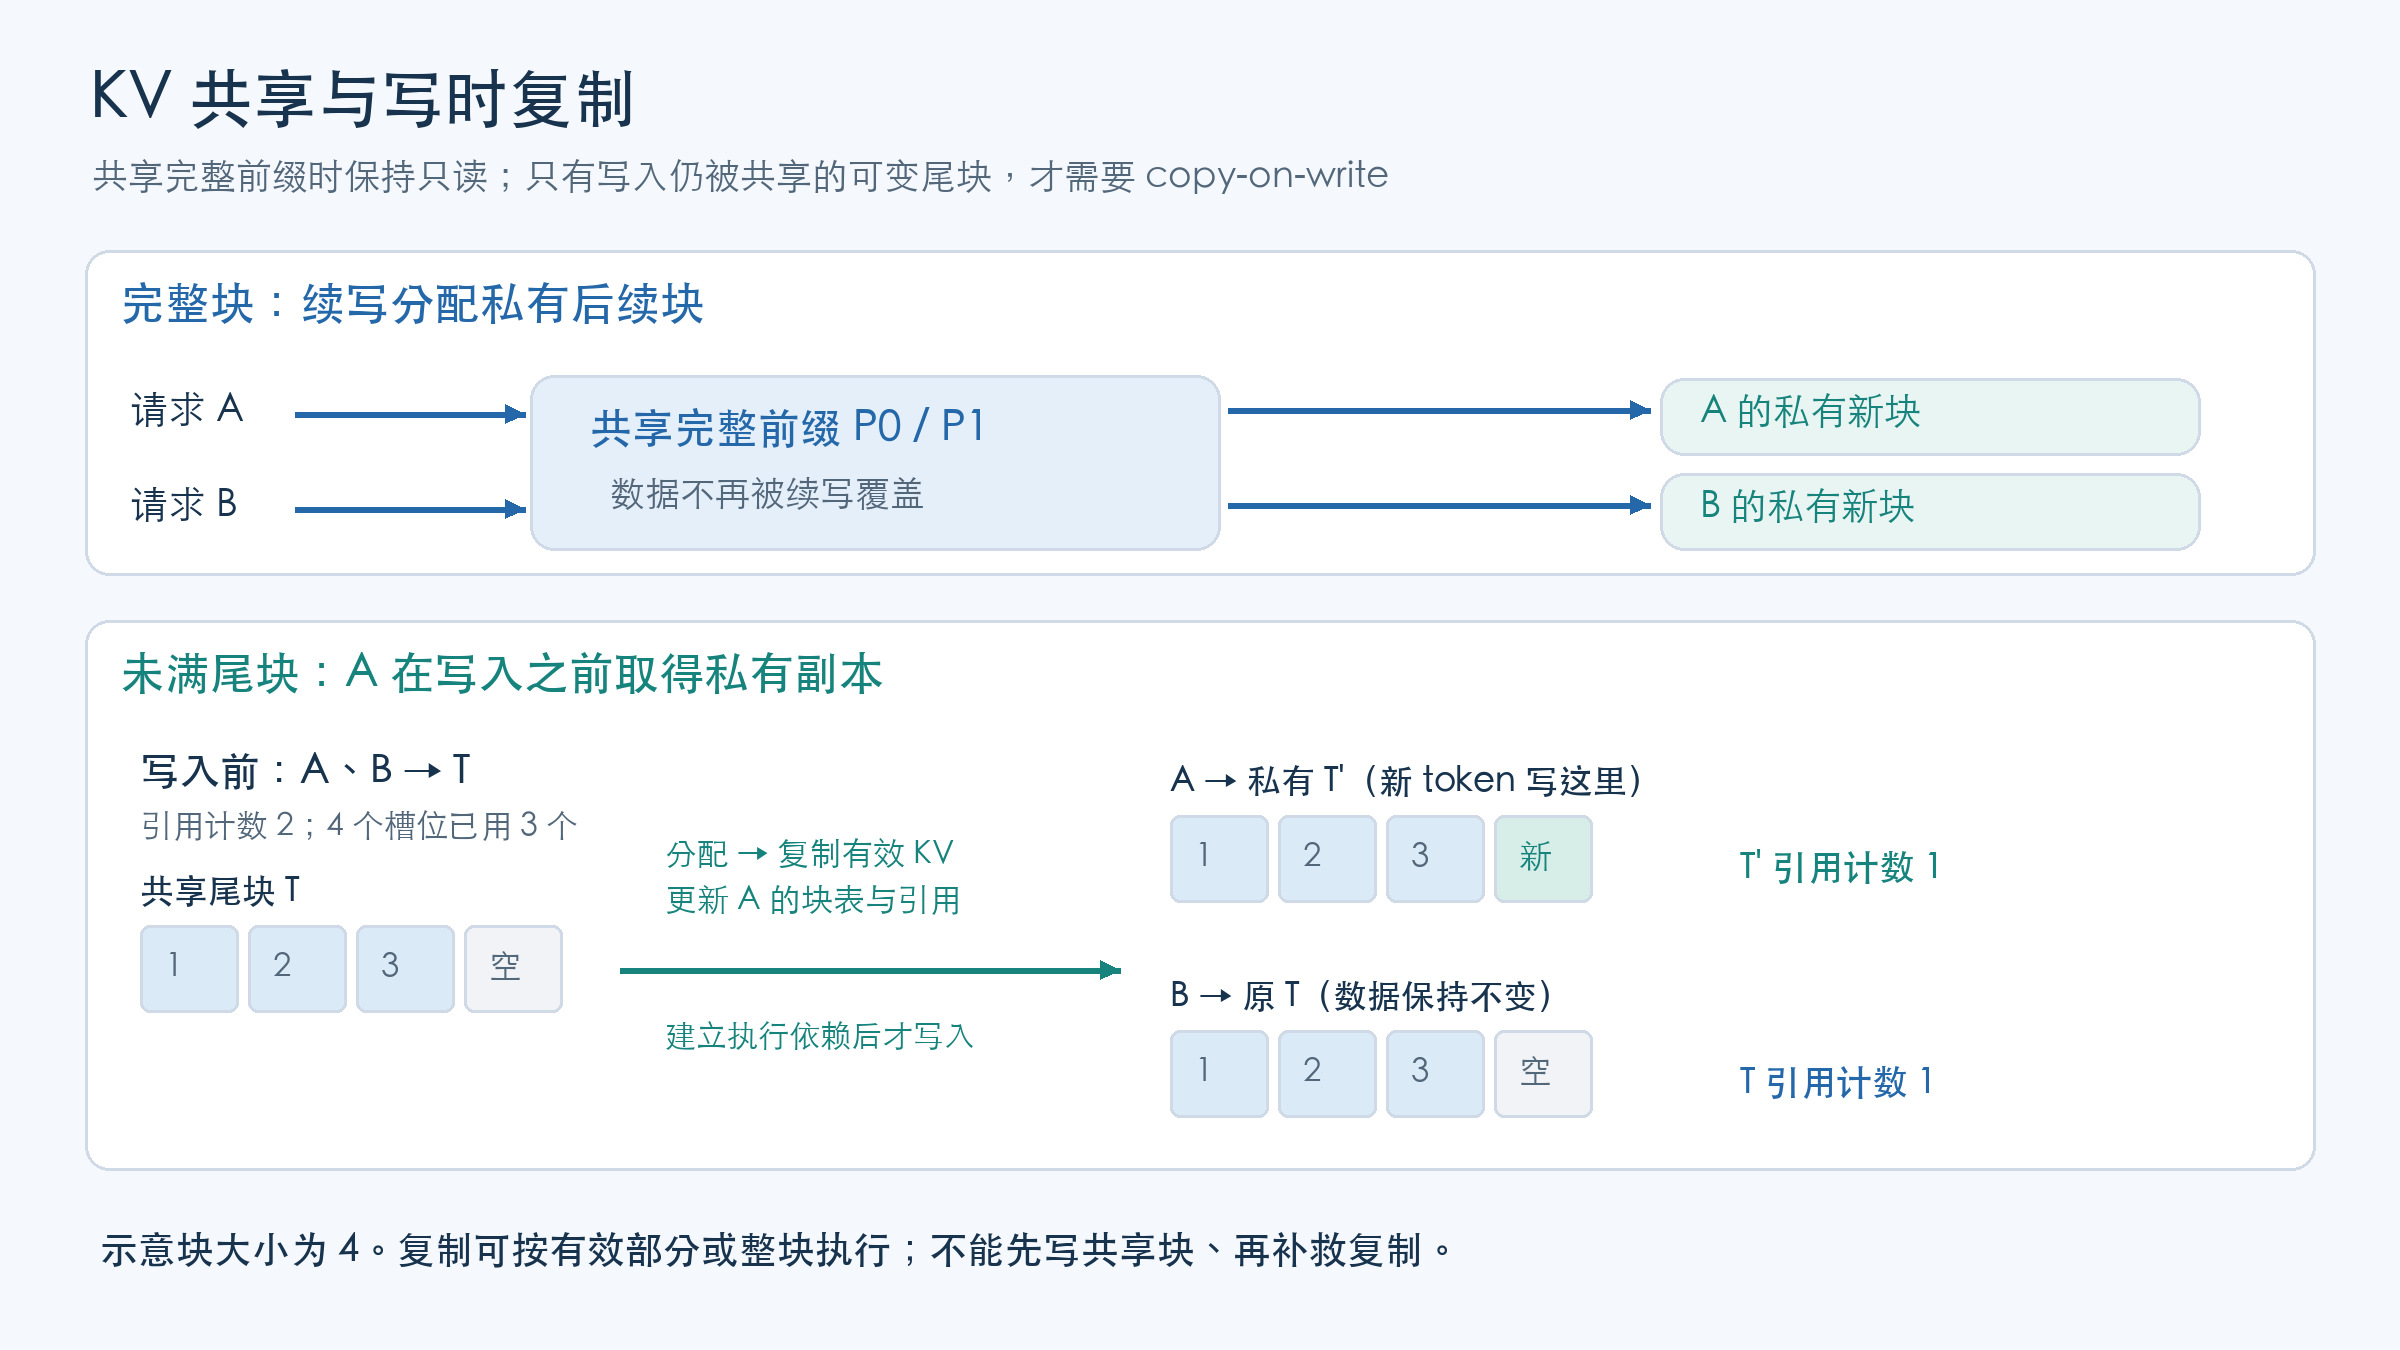 KV 共享与写时复制
共享完整前缀时保持只读；只有写入仍被共享的可变尾块，才需要 copy-on-write
完整块：续写分配私有后续块
请求 A
请求 B
共享完整前缀 P0 / P1
数据不再被续写覆盖
A 的私有新块
B 的私有新块
未满尾块：A 在写入之前取得私有副本
写入前：A、B → T
引用计数 2；4 个槽位已用 3 个
共享尾块 T
1 2 3 空
分配 → 复制有效 KV
更新 A 的块表与引用
建立执行依赖后才写入
A → 私有 T'（新 token 写这里）
1 2 3 新
T' 引用计数 1
B → 原 T（数据保持不变）
1 2 3 空
T 引用计数 1
示意块大小为 4。复制可按有效部分或整块执行；不能先写共享块、再补救复制。